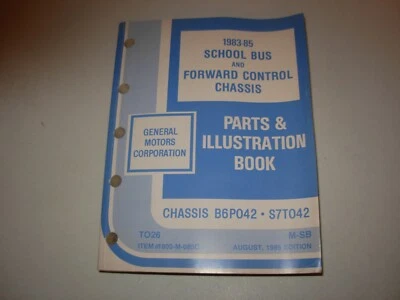 1983-85
SCHOOL BUS
AND
FORWARD CONTROL
CHASSIS
GENERAL
MOTORS
CORPORATION
PARTS &
ILLUSTRATION
BOOK
CHASSIS B6P042 • S7T042
TO26
M-SB
ITEM
AUGUST, EDITION